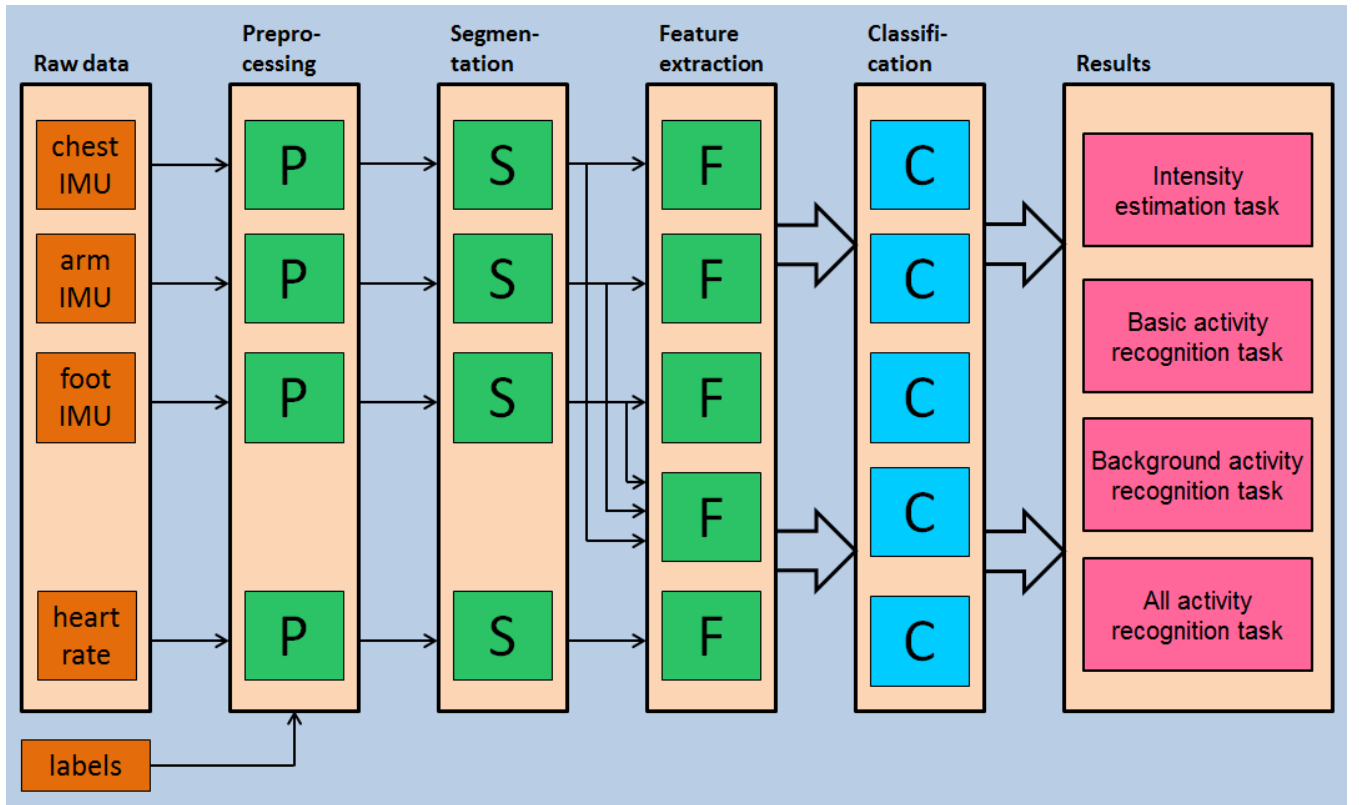 Raw data
Prepro-
cessing
Segmen-
tation
Feature
extraction
Classifi-
cation
Results
chest
IMU
P
S
F
C
Intensity
estimation task
arm
IMU
P
S
F
C
Basic activity
recognition task
foot
IMU
P
S
F
C
Background activity
recognition task
F
C
heart
rate
P
S
F
C
All activity
recognition task
labels